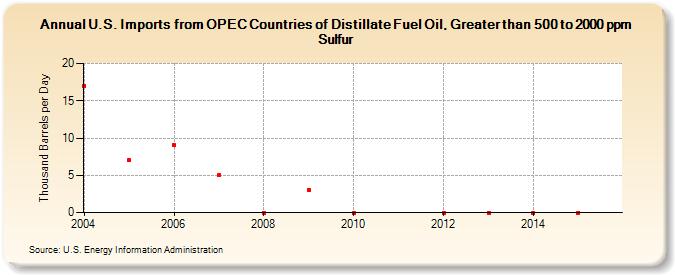 Annual U.S. Imports from OPEC Countries of Distillate Fuel Oil, Greater than 500 to 2000 ppm
Sulfur
Thousand Barrels per Day
20
15
10
5
0
2004
2006
2008
2010
2012
2014
Source: U.S. Energy Information Administration